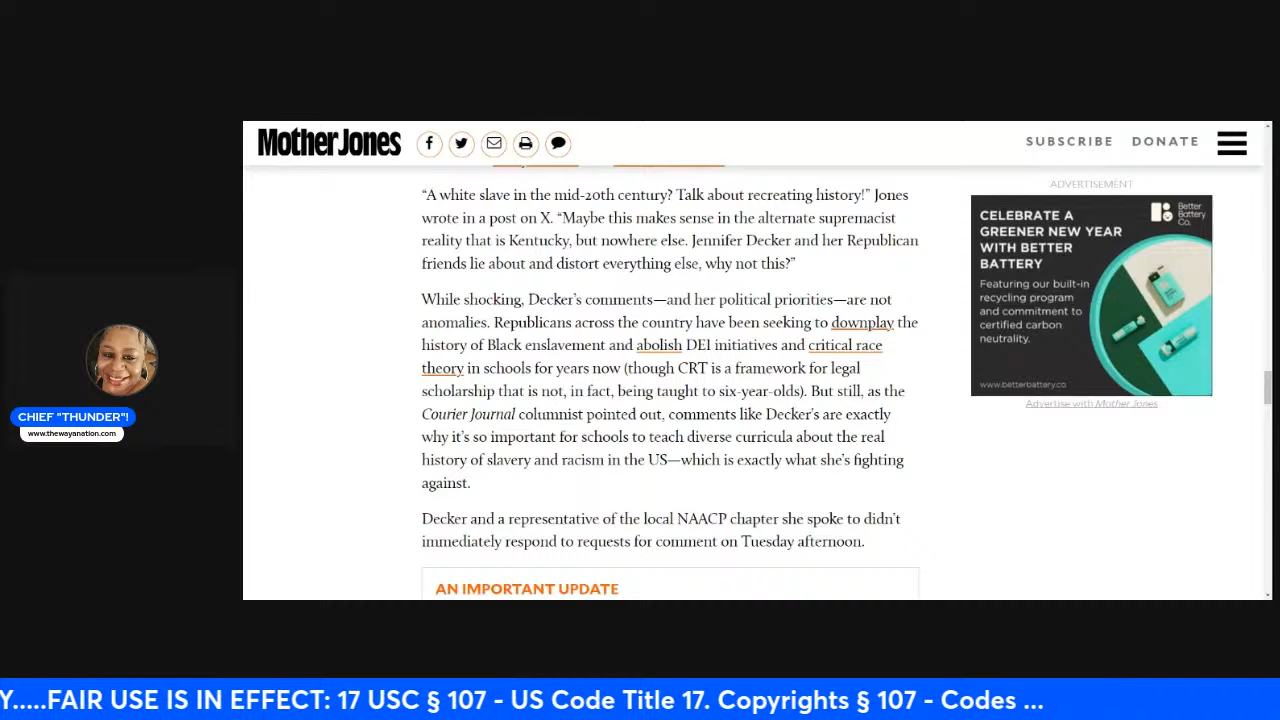 Mother Jones
SUBSCRIBE DONATE
"A white slave in the mid-20th century? Talk about recreating history!" Jones
wrote in a post on X. "Maybe this makes sense in the alternate supremacist
reality that is Kentucky, but nowhere else. Jennifer Decker and her Republican
friends lie about and distort everything else, why not this?"
While shocking, Decker's comments—and her political priorities—are not
anomalies. Republicans across the country have been seeking to downplay the
history of Black enslavement and abolish DEI initiatives and critical race
theory in schools for years now (though CRT is a framework for legal
scholarship that is not, in fact, being taught to six-year-olds). But still, as the
Courier Journal columnist pointed out, comments like Decker's are exactly
why it's so important for schools to teach diverse curricula about the real
history of slavery and racism in the US—which is exactly what she's fighting
against.
Decker and a representative of the local NAACP chapter she spoke to didn't
immediately respond to requests for comment on Tuesday afternoon.
AN IMPORTANT UPDATE
ADVERTISEMENT
CELEBRATE A
GREENER NEW YEAR
WITH BETTER
BATTERY
Better
Battery
Co.
Featuring our built-in
recycling program
and commitment to
certified carbon
neutrality.
www.betterbattery.co
Advertise with Mother Jones
CHIEF "THUNDER"!
www.thewayanation.com
Y.....FAIR USE IS IN EFFECT: 17 USC § 107 - US Code Title 17. Copyrights § 107 - Codes ...